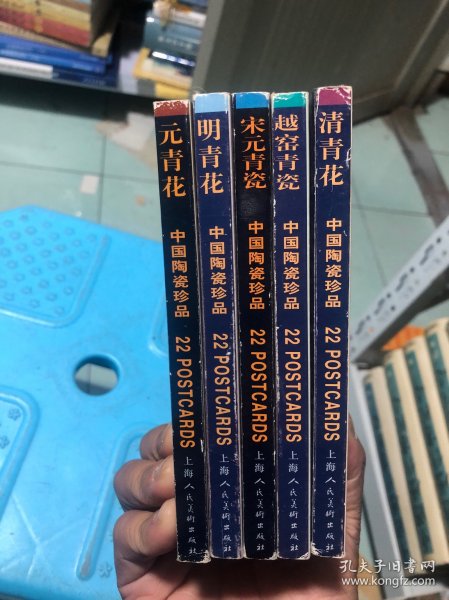 元青花
中国陶瓷珍品
22 POSTCARDS
上海人民美術出版社
明青花
中国陶瓷珍品
22 POSTCARDS
上海人民美術出版社
宋元青瓷
中国陶瓷珍品
22 POSTCARDS
上海人民美術出版社
越窑青瓷
中国陶瓷珍品
22 POSTCARDS
上海人民美術出版社
清青花
中国陶瓷珍品
22 POSTCARDS
上海人民美術出版社
孔夫子旧书网
www.kongfz.com